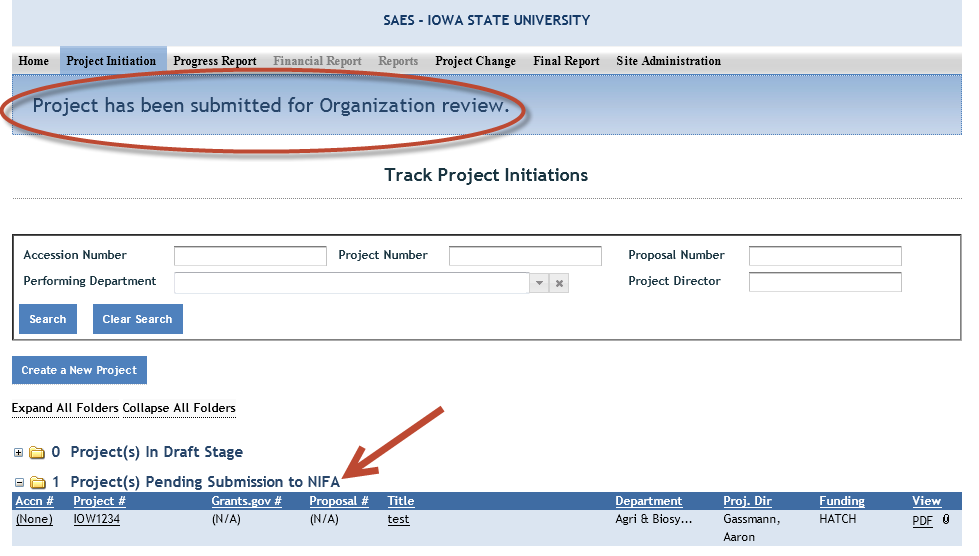 SAES - IOWA STATE UNIVERSITY
Home Project Initiation Progress Report Financial Report Reports Project Change Final Report Site Administration
Project has been submitted for Organization review.
Track Project Initiations
Accession Number Project Number Proposal Number
Performing Department Project Director
Search Clear Search
Create a New Project
Expand All Folders Collapse All Folders
0 Project(s) In Draft Stage
1 Project(s) Pending Submission to NIFA
Accn # Project # Grants.gov # Proposal # Title Department Proj. Dir Funding View
(None) IOW1234 (N/A) (N/A) test Agri & Biosy... Gassmann, HATCH PDF
Aaron